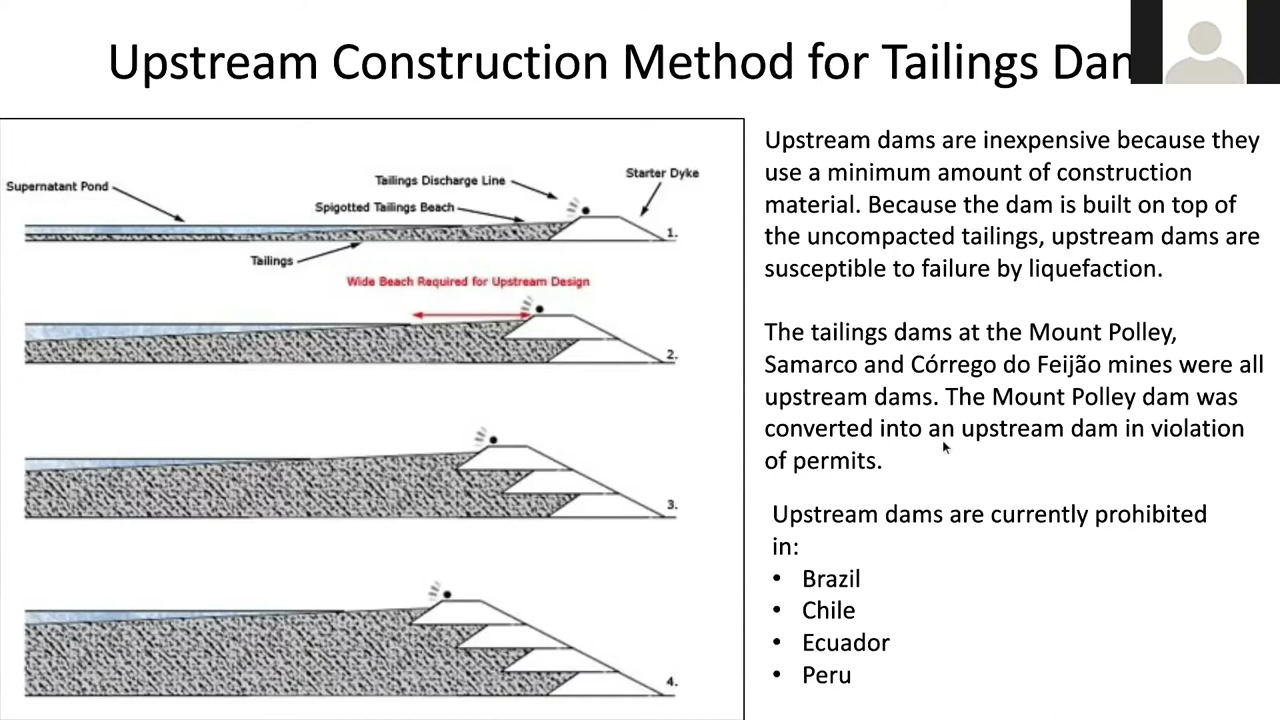 Upstream Construction Method for Tailings Dam
Supernatant Pond
Tailings Discharge Line
Starter Dyke
Spigotted Tailings Beach
1.
Tailings
Wide Beach Required for Upstream Design
2.
3.
4.
Upstream dams are inexpensive because they
use a minimum amount of construction
material. Because the dam is built on top of
the uncompacted tailings, upstream dams are
susceptible to failure by liquefaction.
The tailings dams at the Mount Polley,
Samarco and Córrego do Feijão mines were all
upstream dams. The Mount Polley dam was
converted into an upstream dam in violation
of permits.
Upstream dams are currently prohibited
in:
• Brazil
• Chile
• Ecuador
• Peru